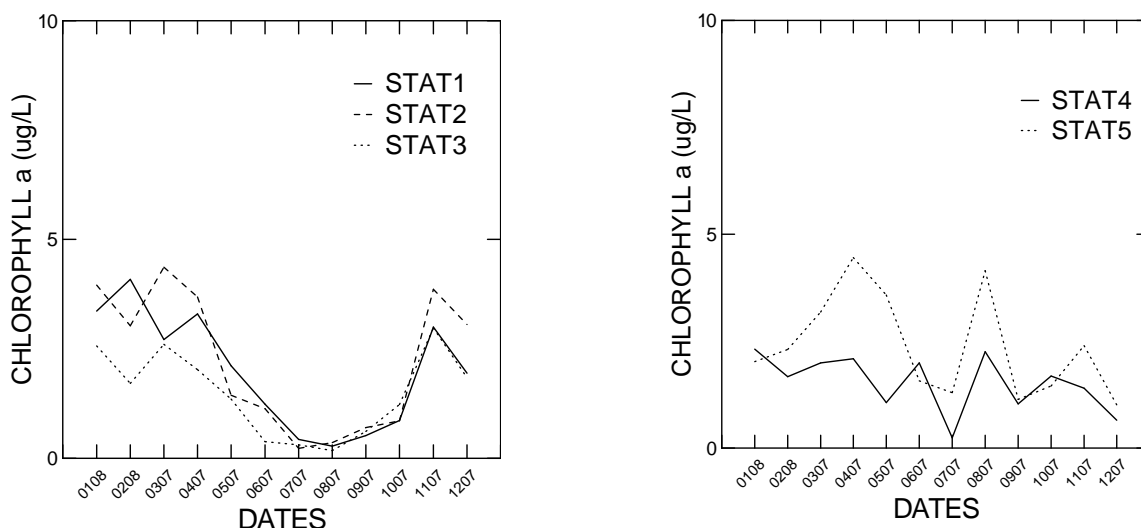 10
5
0
CHLOROPHYLL a (ug/L)
STAT1
STAT2
STAT3
0108 0208 0307 0407 0507 0607 0707 0807 0907 1007 1107 1207
DATES
10
5
0
CHLOROPHYLL a (ug/L)
STAT4
STAT5
0108 0208 0307 0407 0507 0607 0707 0807 0907 1007 1107 1207
DATES